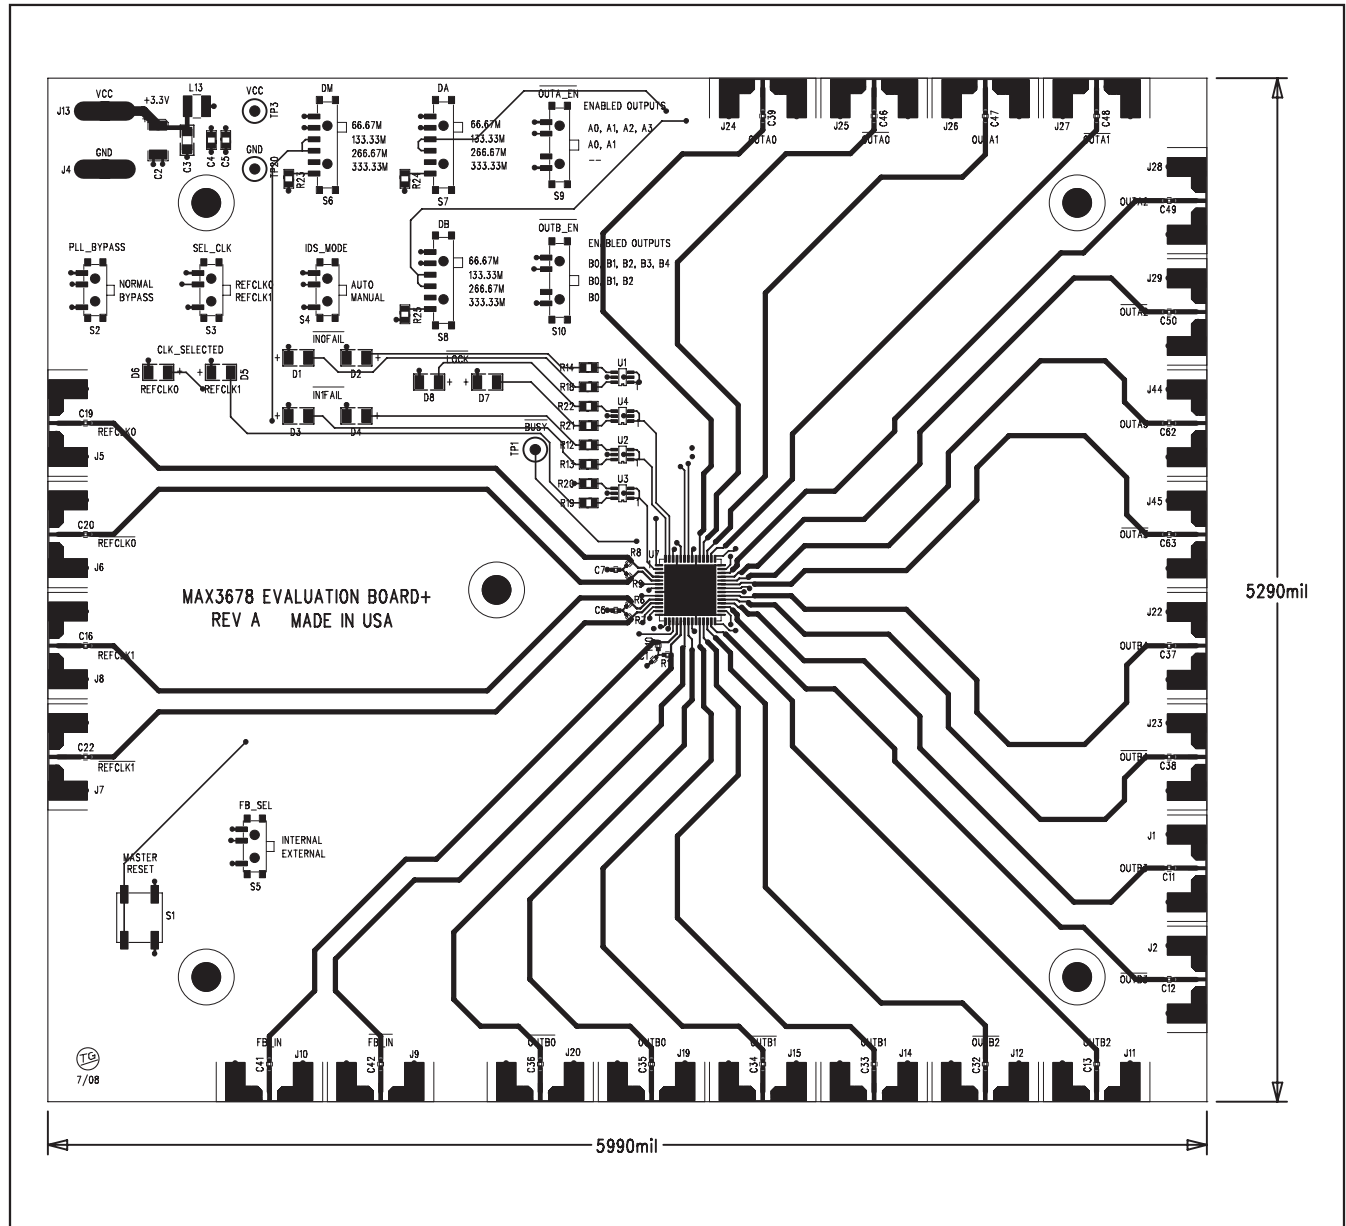 VCC
J13
+3.3V
L13
VCC
TP3
GND
J4
C2
C3
C4
C5
GND
TP20
DM
66.67M
133.33M
266.67M
333.33M
R23
S6
DA
66.67M
133.33M
266.67M
333.33M
R24
S7
OUTA_EN
ENABLED OUTPUTS
A0, A1, A2, A3
A0, A1
--
S9
J24
C39
OUTA0
J25
C46
OUTA0
J26
C47
OUTA1
J27
C48
OUTA1
J28
OUTA2
C49
J29
OUTA2
C50
J44
C62
J45
C63
PLL_BYPASS
NORMAL
BYPASS
S2
SEL_CLK
REFCLK0
REFCLK1
S3
IDS_MODE
AUTO
MANUAL
S4
DB
66.67M
133.33M
266.67M
333.33M
R25
S8
OUTB_EN
ENABLED OUTPUTS
B0, B1, B2, B3, B4
B0, B1, B2
B0
S10
CLK_SELECTED
D6
REFCLK0
REFCLK1
D5
IN0FAIL
D1
D2
IN1FAIL
D3
D4
LOCK
D8
D7
BUSY
TP1
R14
R18
U1
R22
R21
U4
R12
R13
U2
R20
R19
U3
C19
REFCLK0
J5
C20
REFCLK0
J6
C16
REFCLK1
J8
C22
REFCLK1
J7
MAX3678 EVALUATION BOARD+
REV A MADE IN USA
U7
R8
C7
R9
R6
C6
J22
C37
J23
C38
J1
OUTB3
C11
J2
OUTB3
C12
5290mil
FB_SEL
INTERNAL
EXTERNAL
S5
MASTER
RESET
S1
TG
7/08
FB_IN
C41
J10
FB_IN
C42
J9
OUTB0
C36
J20
OUTB0
C35
J19
OUTB1
C34
J15
OUTB1
C33
J14
OUTB2
C32
J12
OUTB2
C13
J11
5990mil